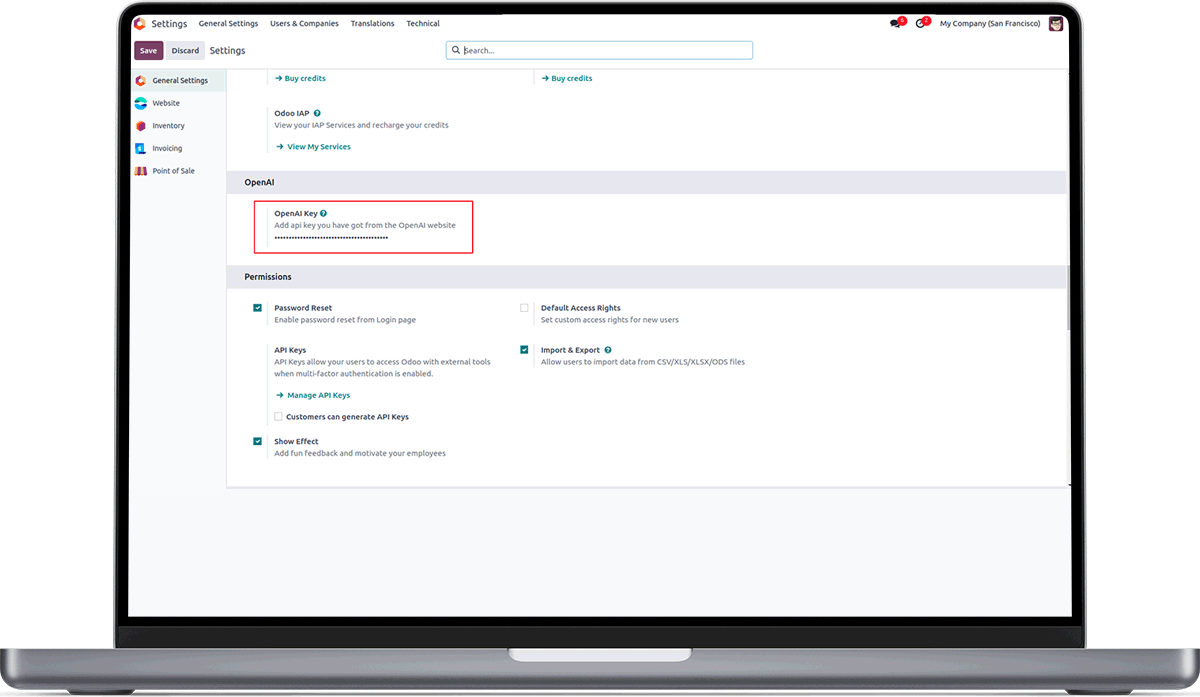 Settings General Settings Users & Companies Translations Technical 6 2 My Company (San Francisco)
Save Discard Settings Search...
General Settings
Website
Inventory
Invoicing
Point of Sale
Buy credits Buy credits
Odoo IAP ?
View your IAP Services and recharge your credits
View My Services
OpenAI
OpenAI Key ?
Add api key you have got from the OpenAI website
Permissions
Password Reset
Enable password reset from Login page
Default Access Rights
Set custom access rights for new users
API Keys
API Keys allow your users to access Odoo with external tools
when multi-factor authentication is enabled.
Manage API Keys
Customers can generate API Keys
Import & Export ?
Allow users to import data from CSV/XLS/XLSX/ODS files
Show Effect
Add fun feedback and motivate your employees